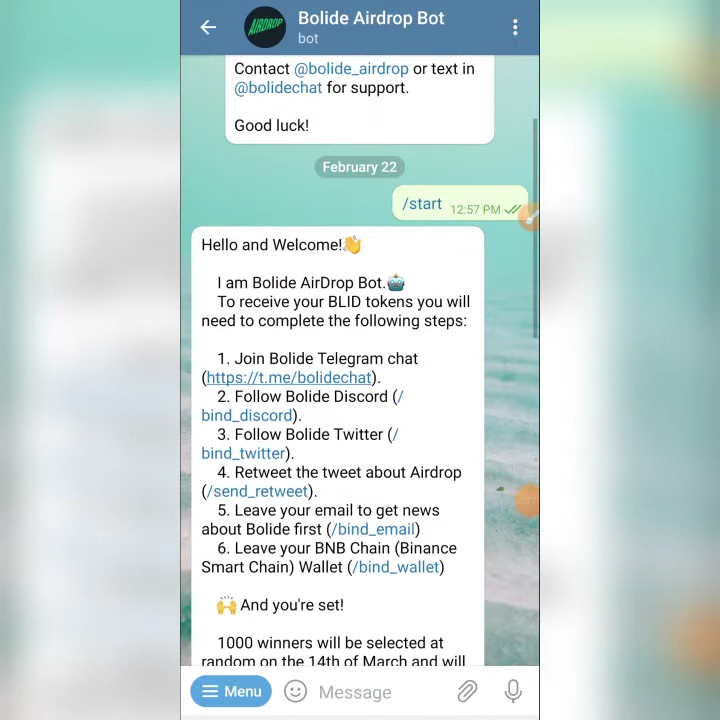 AIRDROP
Bolide Airdrop Bot
bot
Contact @bolide_airdrop or text in
@bolidechat for support.
Good luck!
February 22
/start 12:57 PM
Hello and Welcome!👋
I am Bolide AirDrop Bot.🤖
To receive your BLID tokens you will
need to complete the following steps:
1. Join Bolide Telegram chat
(https://t.me/bolidechat).
2. Follow Bolide Discord (/
bind_discord).
3. Follow Bolide Twitter (/
bind_twitter).
4. Retweet the tweet about Airdrop
(/send_retweet).
5. Leave your email to get news
about Bolide first (/bind_email)
6. Leave your BNB Chain (Binance
Smart Chain) Wallet (/bind_wallet)
🙌 And you're set!
1000 winners will be selected at
random on the 14th of March and will
Menu
Message